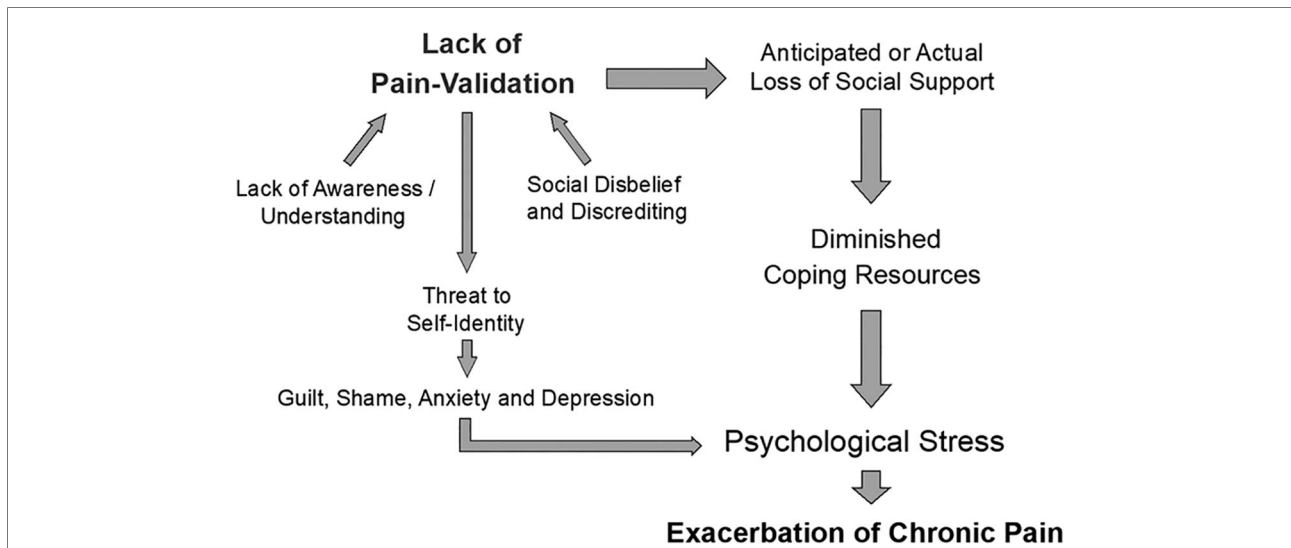 Lack of
Pain-Validation
Anticipated or Actual
Loss of Social Support
Lack of Awareness /
Understanding
Social Disbelief
and Discrediting
Diminished
Coping Resources
Threat to
Self-Identity
Guilt, Shame, Anxiety and Depression
Psychological Stress
Exacerbation of Chronic Pain